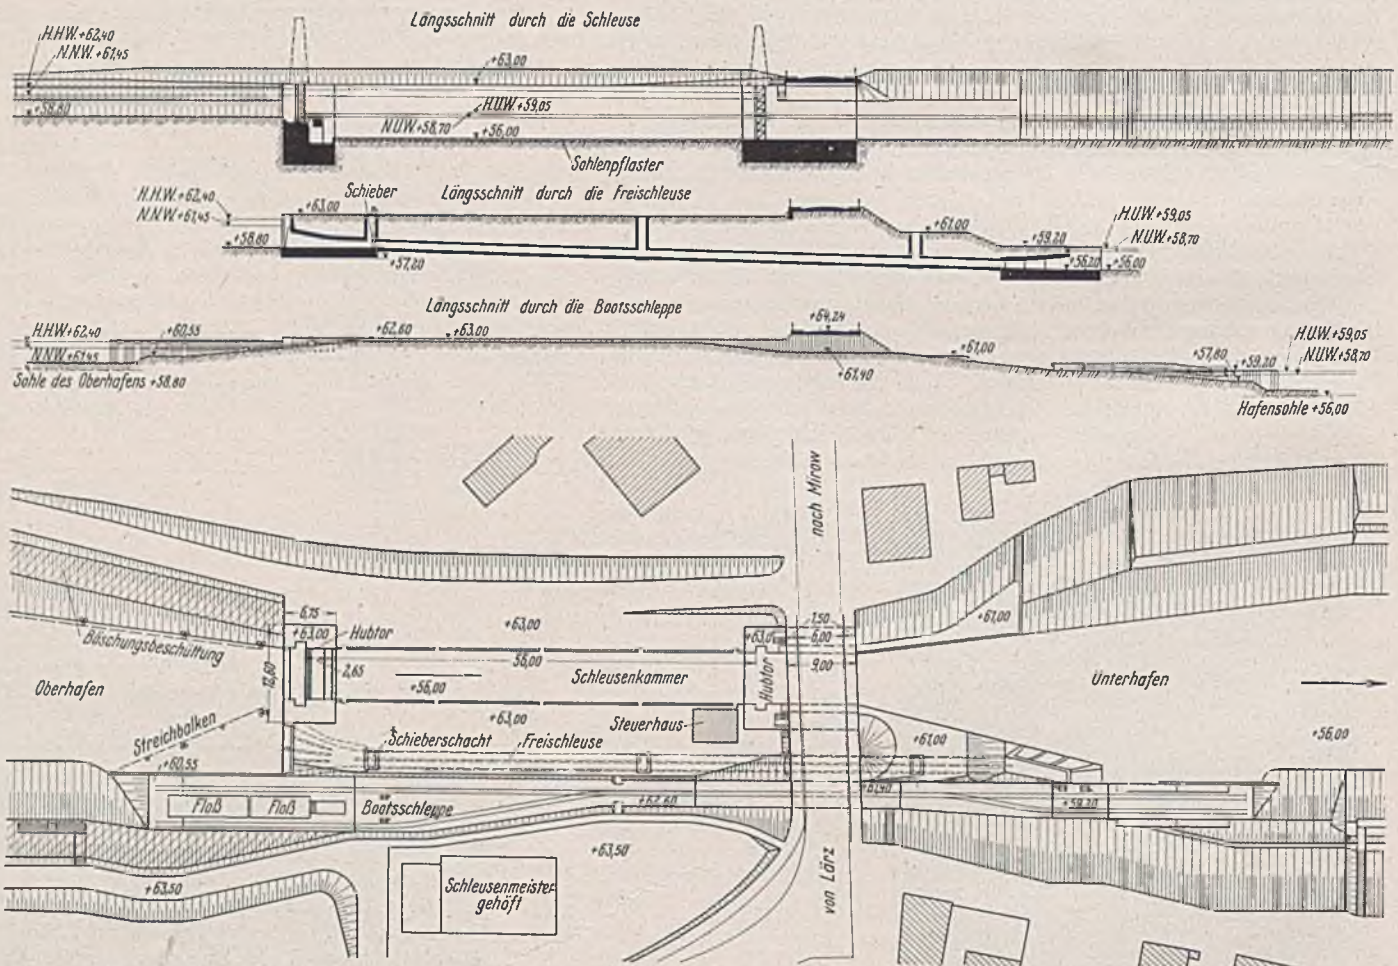 Längsschnitt durch die Schleuse
H.H.W.+62,40
N.N.W.+61,45
+63,00
+58,80
H.U.W.+59,05
N.U.W.+58,70
+56,00
Sohlenpflaster
Längsschnitt durch die Freischleuse
Schieber
H.H.W.+62,40
N.N.W.+61,45
+63,00
+58,80
+57,20
+61,00
+59,20
H.U.W.+59,05
N.U.W.+58,70
+56,20
+56,00
Längsschnitt durch die Bootsschleppe
H.H.W.+62,40
+60,55
+62,60
+63,00
+64,24
H.U.W.+59,05
N.N.W.+61,45
+61,00
+57,80
+59,20
N.U.W.+58,70
Sohle des Oberhafens +58,80
+61,40
Hafensohle +56,00
nach Mirow
6,75
+63,00
Hubtor
+63,00
+63,0
1,50
6,00
+61,00
Böschungsbeschüttung
12,60
2,65
56,00
9,00
Oberhafen
+56,00
Schleusenkammer
Hubtor
Unterhafen
Streichbalken
+63,00
Steuerhaus
Schieberschacht
Freischleuse
+61,00
+56,00
+60,55
Floß
Floß
Bootsschleppe
+62,60
+61,40
+59,20
+63,50
+63,50
Schleusenmeister-
gehöft
von Lärz